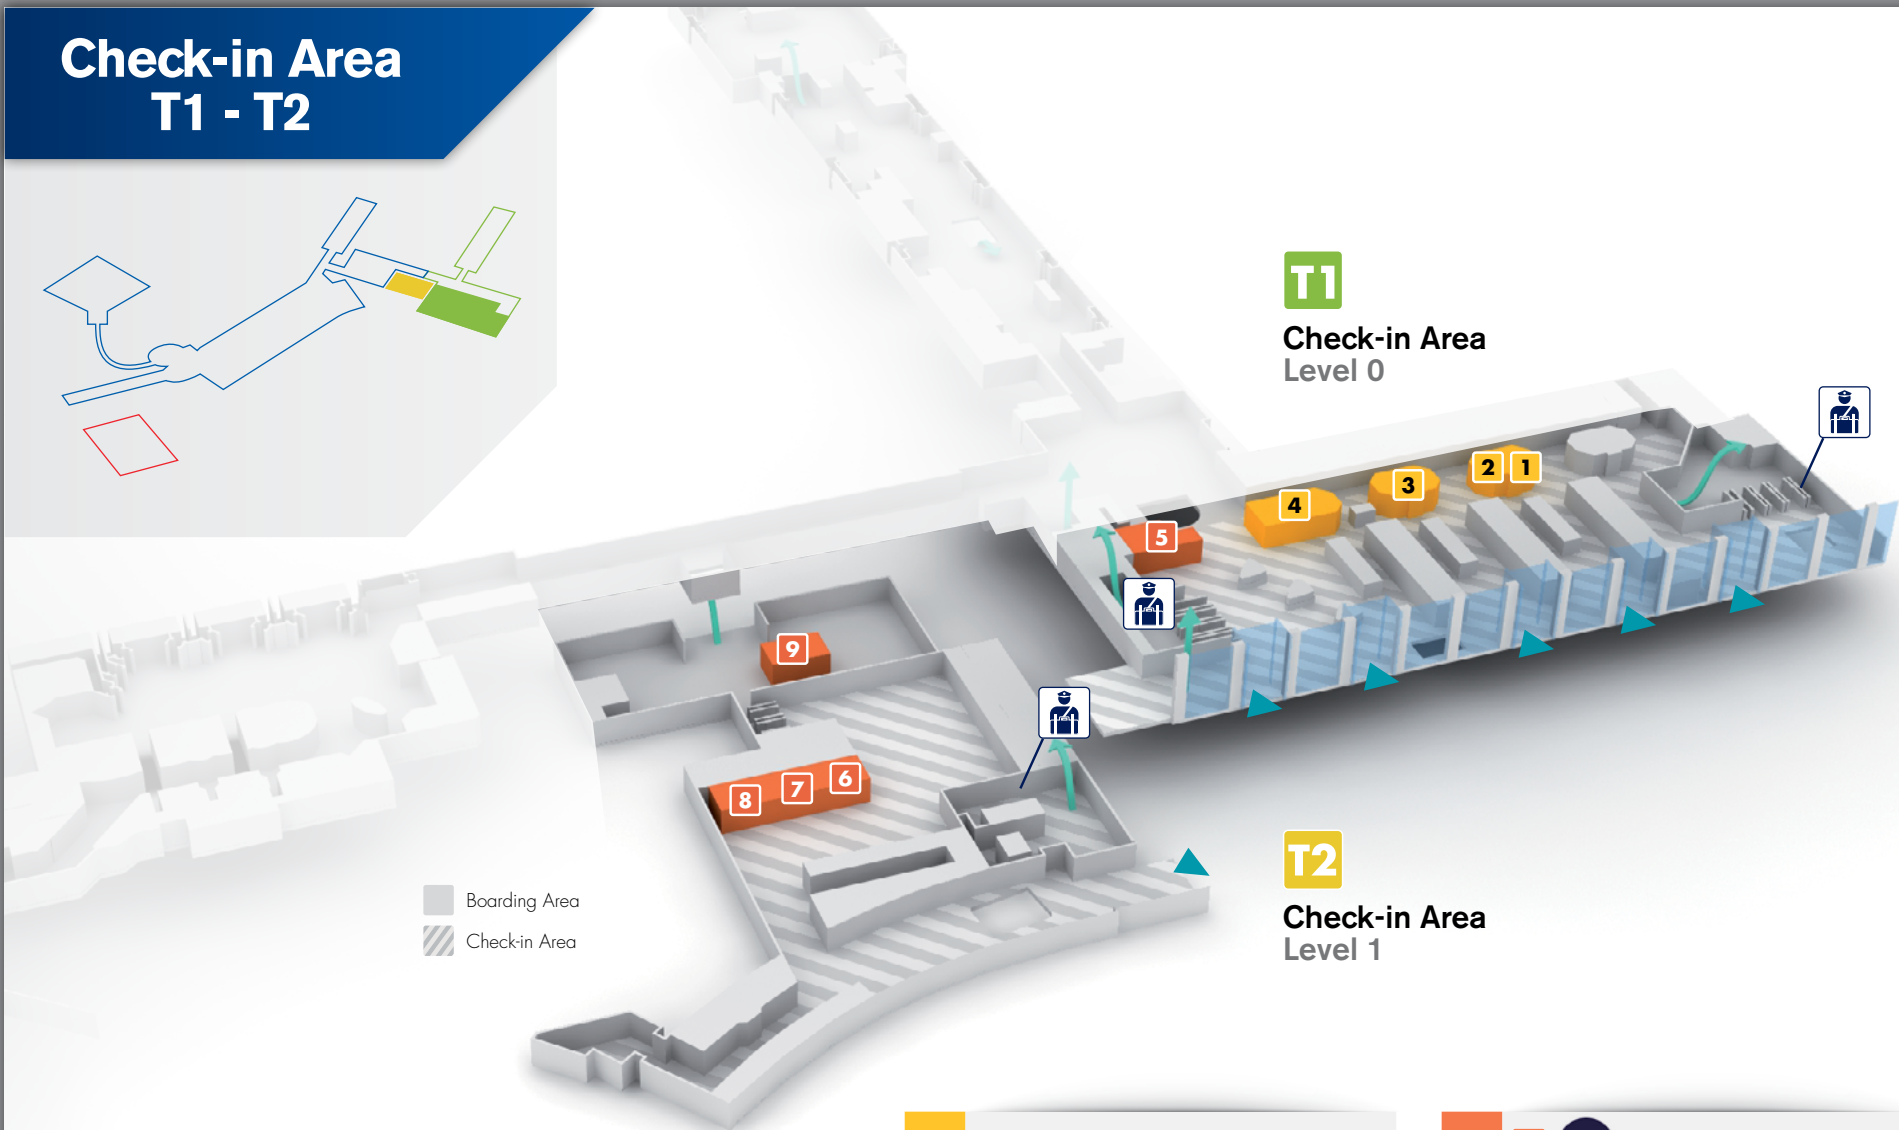 Check-in Area
T1 - T2
T1
Check-in Area
Level 0
2
1
3
4
5
9
6
7
8
T2
Check-in Area
Level 1
Boarding Area
Check-in Area